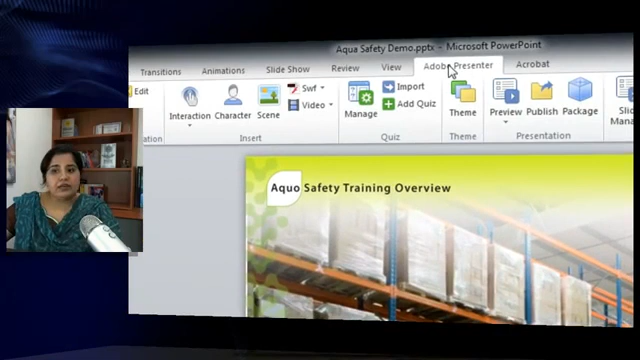 Aqua Safety Demo.pptx - Microsoft PowerPoint
Transitions Animations Slide Show Review View Adobe Presenter Acrobat
Edit Interaction Character Scene Swf Video Manage Import Add Quiz Theme Preview Publish Package Slide
Insert Quiz Theme Presentation
Aquo Safety Training Overview